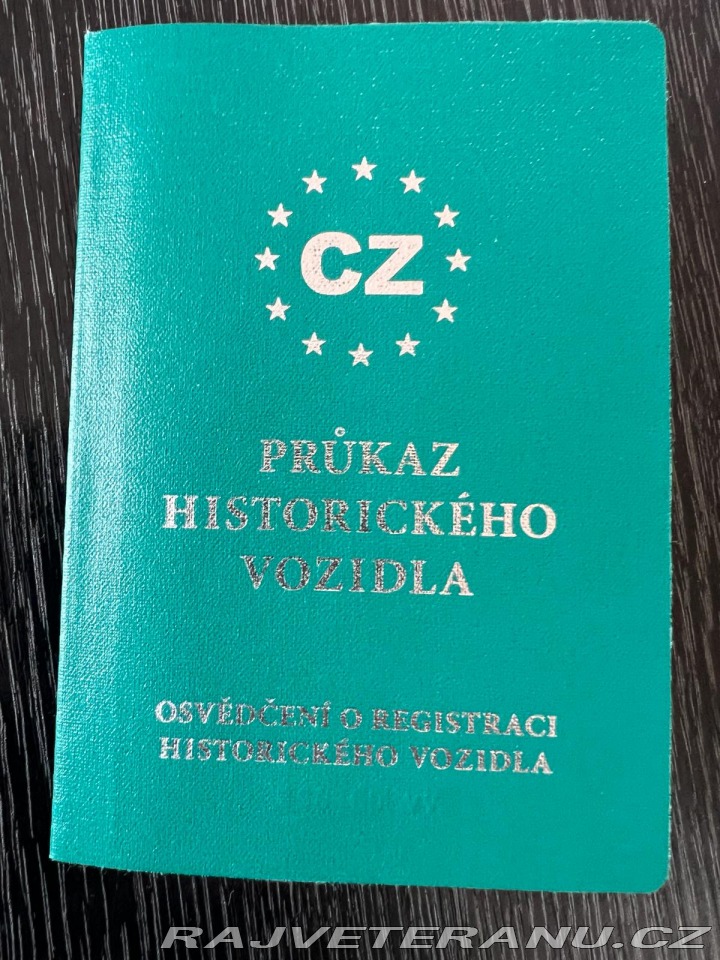 CZ
PRŮKAZ
HISTORICKÉHO
VOZIDLA
OSVĚDČENÍ O REGISTRACI
HISTORICKÉHO VOZIDLA
RAJVETERANU.CZ